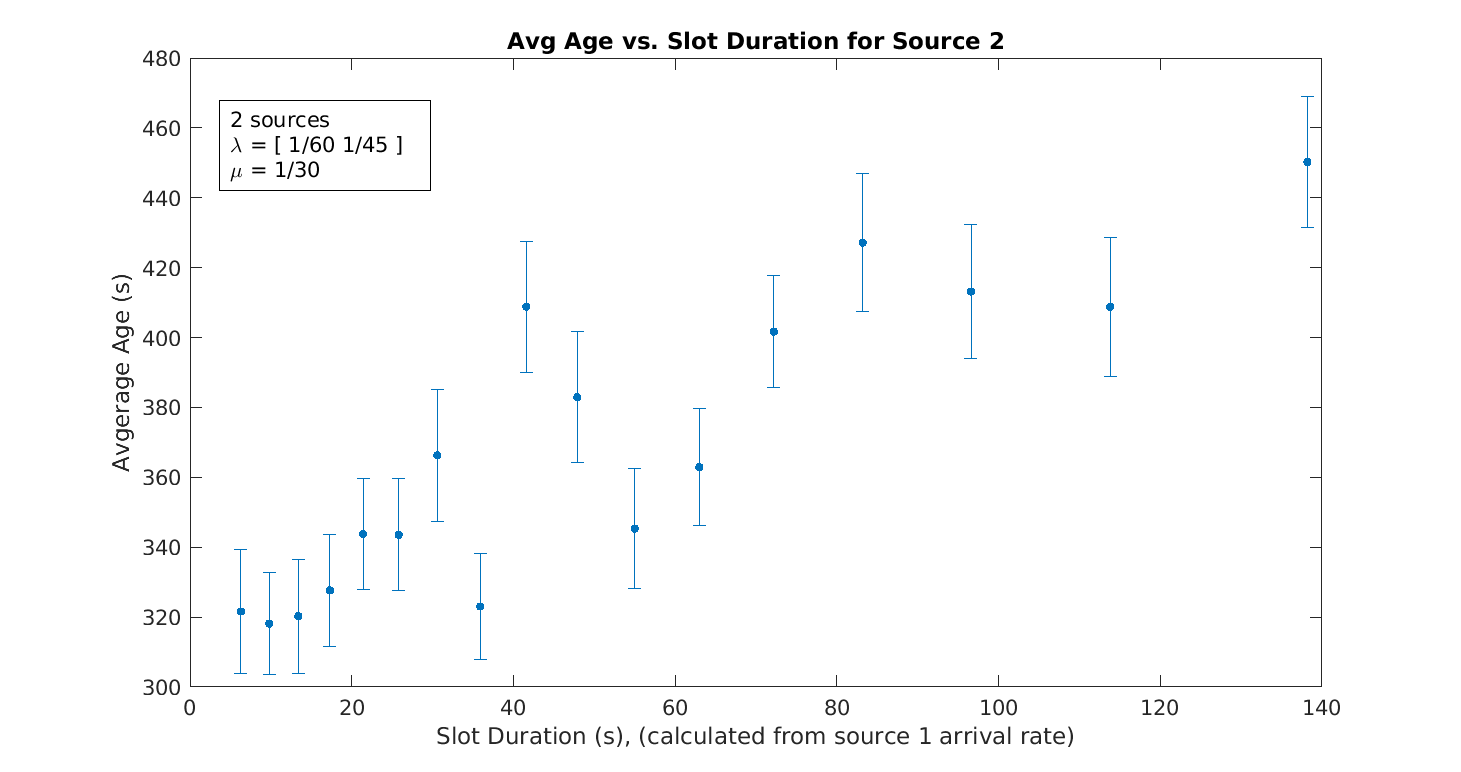 Avg Age vs. Slot Duration for Source 2
480
460
440
420
400
380
360
340
320
300
2 sources
λ = [ 1/60 1/45 ]
μ = 1/30
Avgerage Age (s)
0 20 40 60 80 100 120 140
Slot Duration (s), (calculated from source 1 arrival rate)